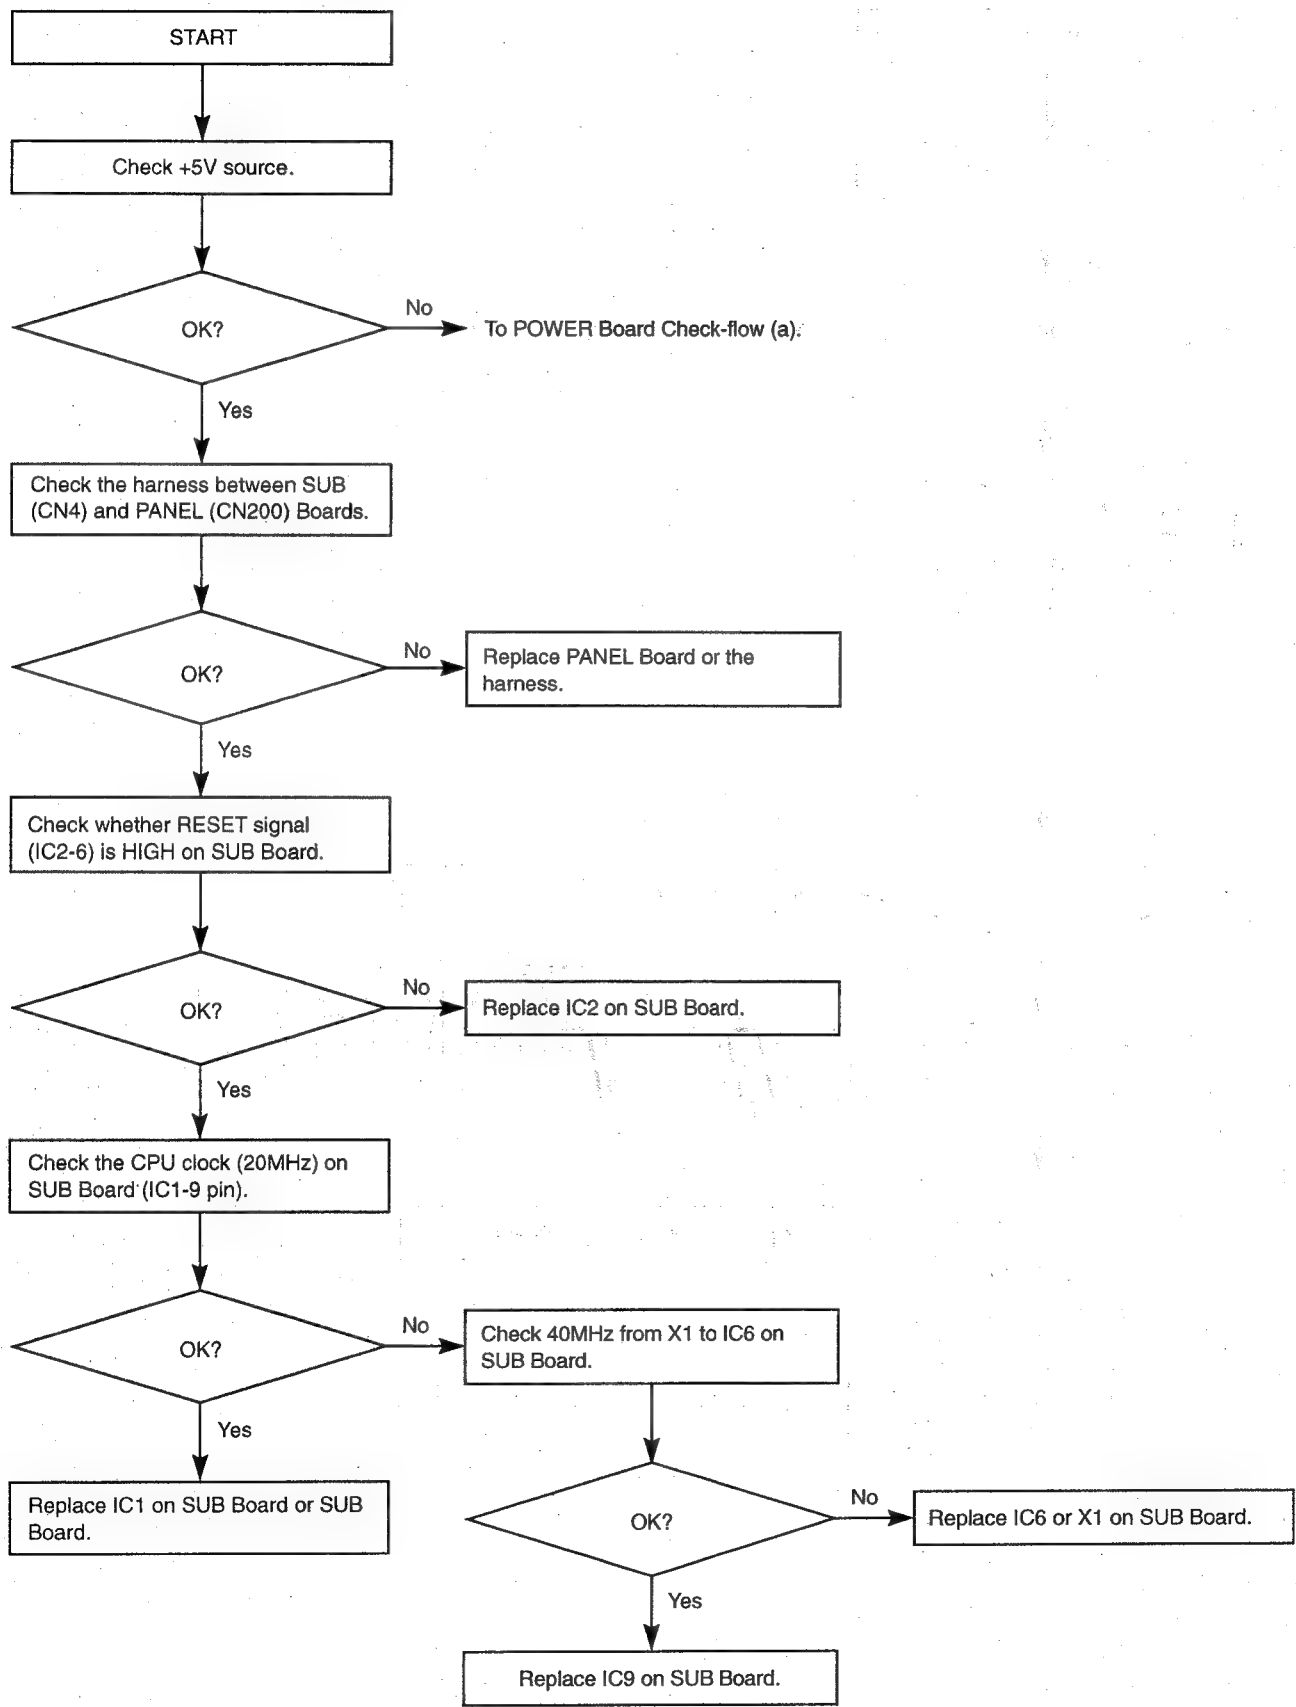 START
Check +5V source.
OK?
No
To POWER Board Check-flow (a).
Yes
Check the harness between SUB
(CN4) and PANEL (CN200) Boards.
OK?
No
Replace PANEL Board or the
harness.
Yes
Check whether RESET signal
(IC2-6) is HIGH on SUB Board.
OK?
No
Replace IC2 on SUB Board.
Yes
Check the CPU clock (20MHz) on
SUB Board (IC1-9 pin).
OK?
No
Check 40MHz from X1 to IC6 on
SUB Board.
Yes
Replace IC1 on SUB Board or SUB
Board.
OK?
No
Replace IC6 or X1 on SUB Board.
Yes
Replace IC9 on SUB Board.